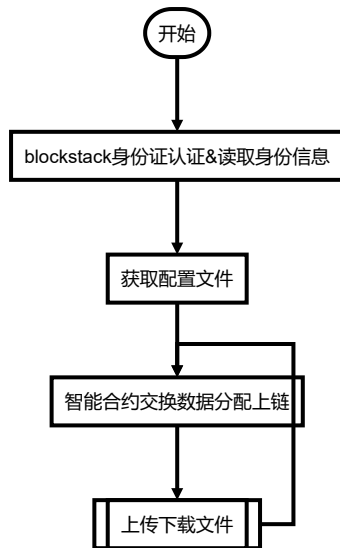 开始
blockstack身份证认证&读取身份信息
获取配置文件
智能合约交换数据分配上链
上传下载文件